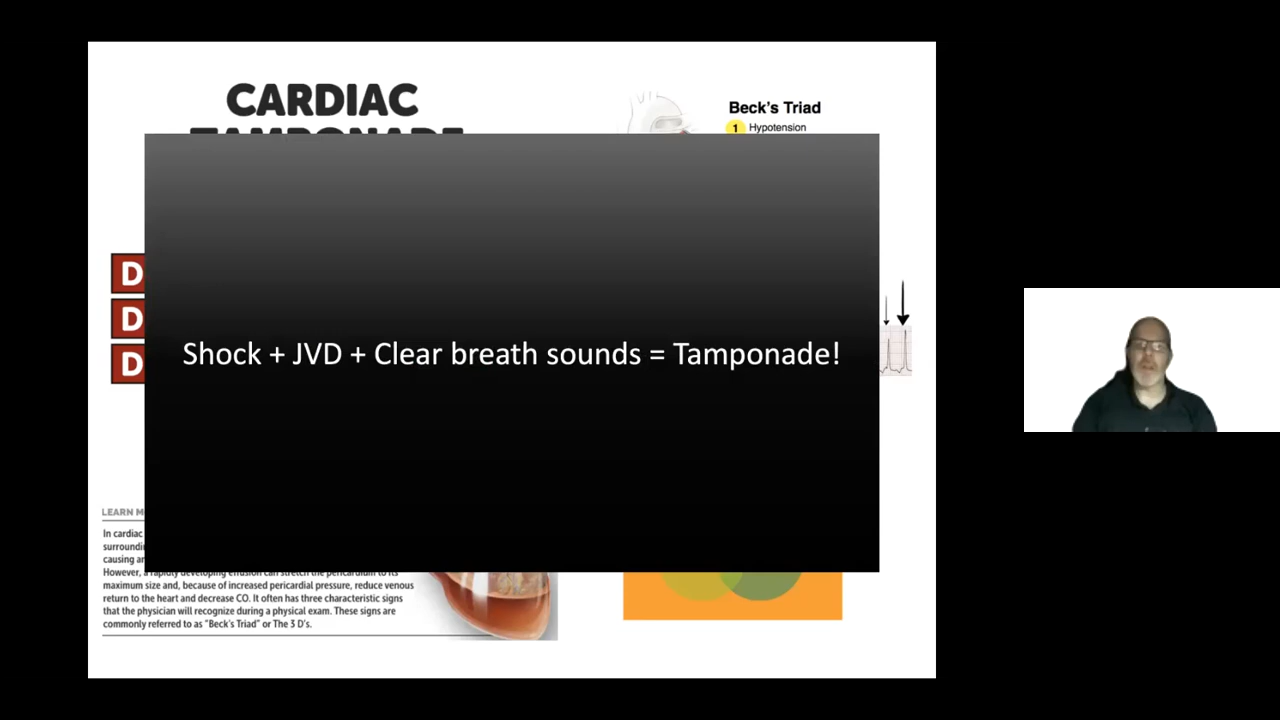 CARDIAC
TAMPONADE
Beck's Triad
1 Hypotension
D
D
D
Shock + JVD + Clear breath sounds = Tamponade!
LEARN M
In cardiac
surroundi
causing a
However, a rapidly developing effusion can stretch the pericardium to its
maximum size and, because of increased pericardial pressure, reduce venous
return to the heart and decrease CO. It often has three characteristic signs
that the physician will recognize during a physical exam. These signs are
commonly referred to as "Beck's Triad" or The 3 D's.